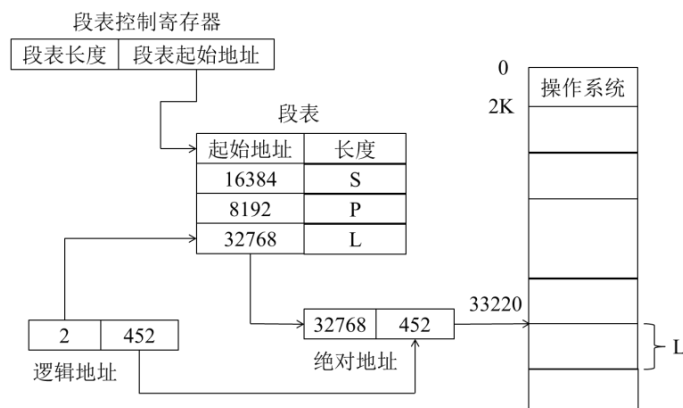 段表控制寄存器
段表长度 段表起始地址
0
操作系统
2K
段表
起始地址 长度
16384 S
8192 P
32768 L
33220
32768 452
2 452
L
绝对地址
逻辑地址